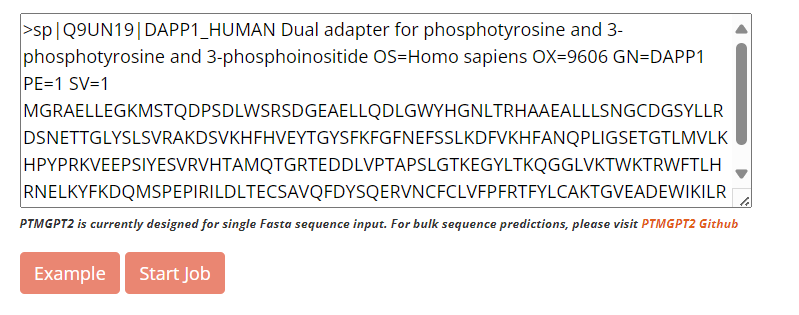 >sp|Q9UN19|DAPP1_HUMAN Dual adapter for phosphotyrosine and 3-
phosphotyrosine and 3-phosphoinositide OS=Homo sapiens OX=9606 GN=DAPP1
PE=1 SV=1
MGRAELLEGKMSTQDPSDLWSRSDGEAELLQDLGWYHGNLTRHAAEALLLSNGCDGSYLLR
DSNETTGLYSLSVRAKDSVKHFHVEYTGYSFKFGFNEFSSLKDFVKHFANQPLIGSETGTLMVLK
HPYPRKVEEPSIYESVRVHTAMQTGRTEDDLVPTAPSLGTKEGYLTKQGGLVKTWKTRWFTLH
RNELKYFKDQMSPEPIRILDLTECSAVQFDYSQERVNCFCLVFPFRTFYLCAKTGVEADEWIKILR
PTMGPT2 is currently designed for single Fasta sequence input. For bulk sequence predictions, please visit PTMGPT2 Github
Example
Start Job